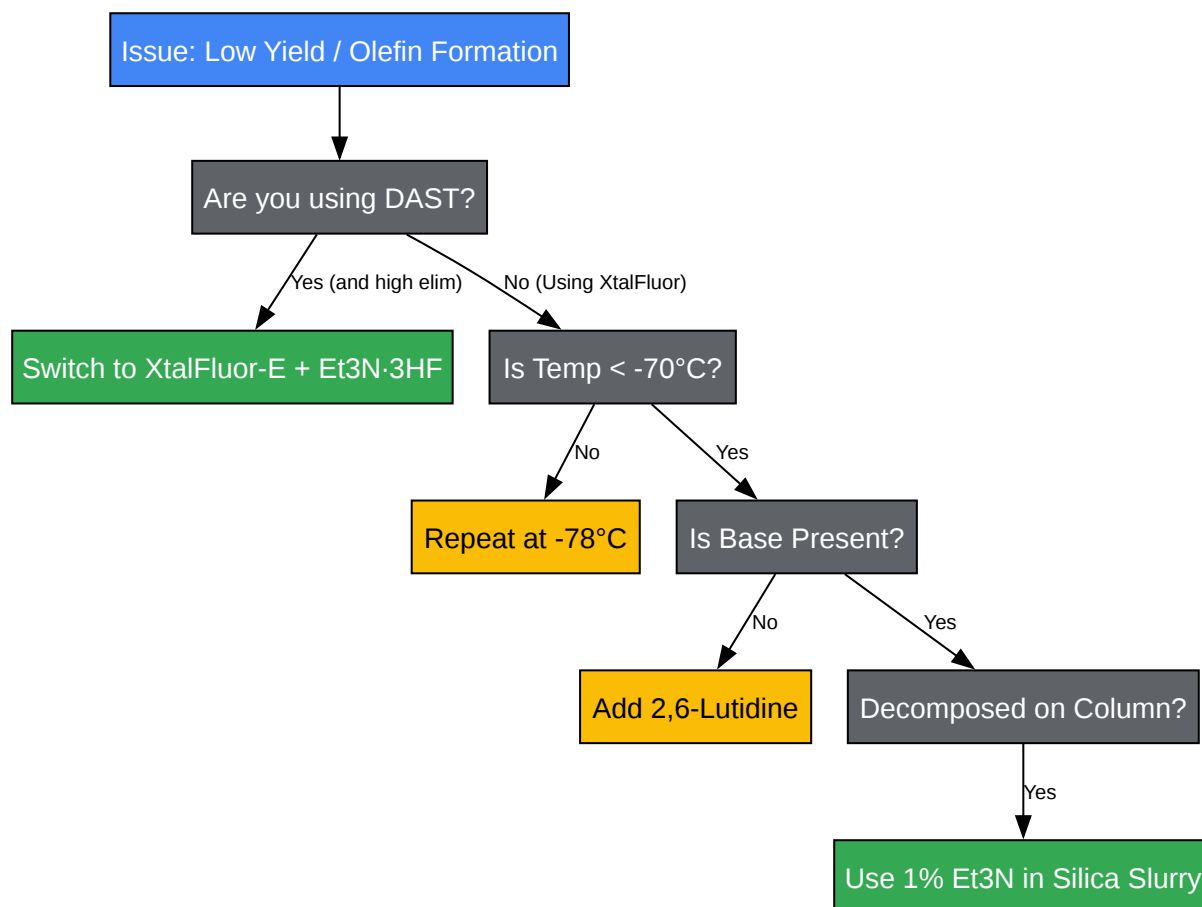 Issue: Low Yield / Olefin Formation
Are you using DAST?
Yes (and high elim)
No (Using XtalFluor)
Switch to XtalFluor-E + Et3N·3HF
Is Temp < -70°C?
No
Yes
Repeat at -78°C
Is Base Present?
No
Yes
Add 2,6-Lutidine
Decomposed on Column?
Yes
Use 1% Et3N in Silica Slurry